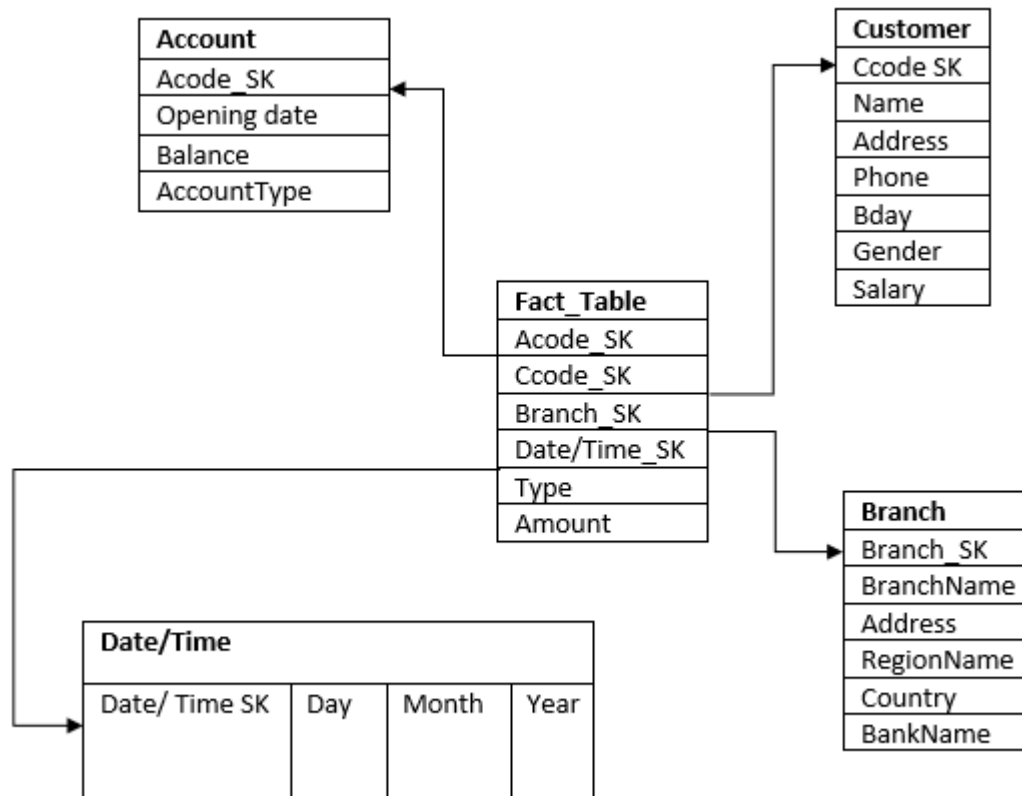 Account
Acode_SK
Opening date
Balance
AccountType
Customer
Ccode SK
Name
Address
Phone
Bday
Gender
Salary
Fact_Table
Acode_SK
Ccode_SK
Branch_SK
Date/Time_SK
Type
Amount
Branch
Branch_SK
BranchName
Address
RegionName
Country
BankName
Date/Time
Date/ Time SK Day Month Year